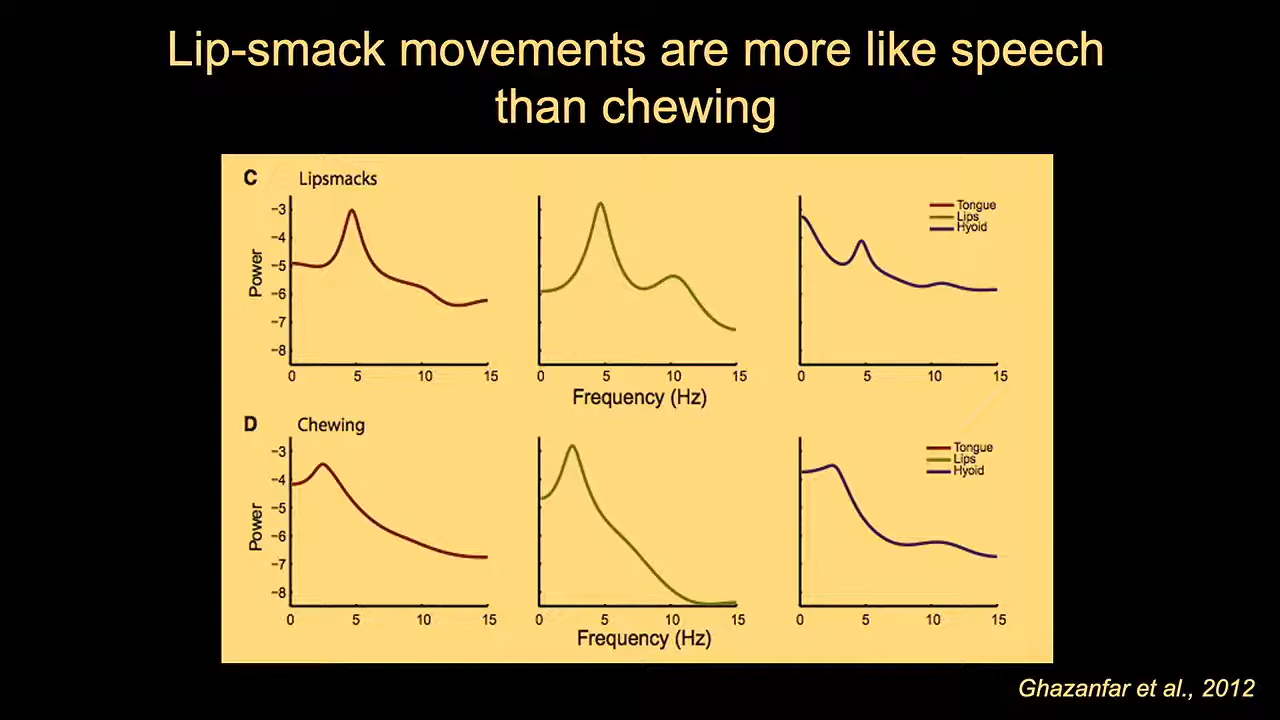 Lip-smack movements are more like speech
than chewing
C Lipsmacks
Power
−3
−4
−5
−6
−7
−8
0 5 10 15
0 5 10 15
0 5 10 15
Tongue
Lips
Hyoid
Frequency (Hz)
D Chewing
Power
−3
−4
−5
−6
−7
−8
0 5 10 15
0 5 10 15
0 5 10 15
Tongue
Lips
Hyoid
Frequency (Hz)
Ghazanfar et al., 2012